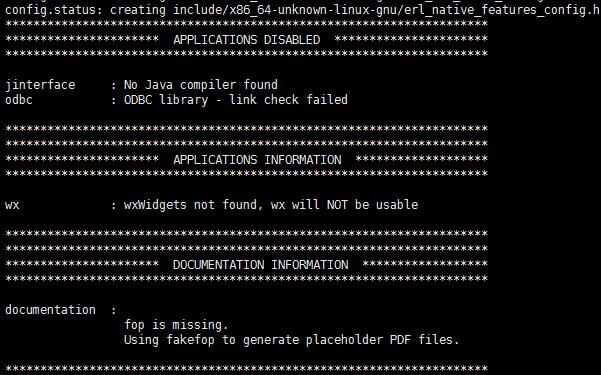 config.status: creating include/x86_64-unknown-linux-gnu/erl_native_features_config.h
*********************************************************************
********************** APPLICATIONS DISABLED **********************
*********************************************************************
jinterface : No Java compiler found
odbc : ODBC library - link check failed
*********************************************************************
*********************************************************************
********************** APPLICATIONS INFORMATION *******************
*********************************************************************
wx : wxWidgets not found, wx will NOT be usable
*********************************************************************
*********************************************************************
********************** DOCUMENTATION INFORMATION ******************
*********************************************************************
documentation :
fop is missing.
Using fakefop to generate placeholder PDF files.
*********************************************************************